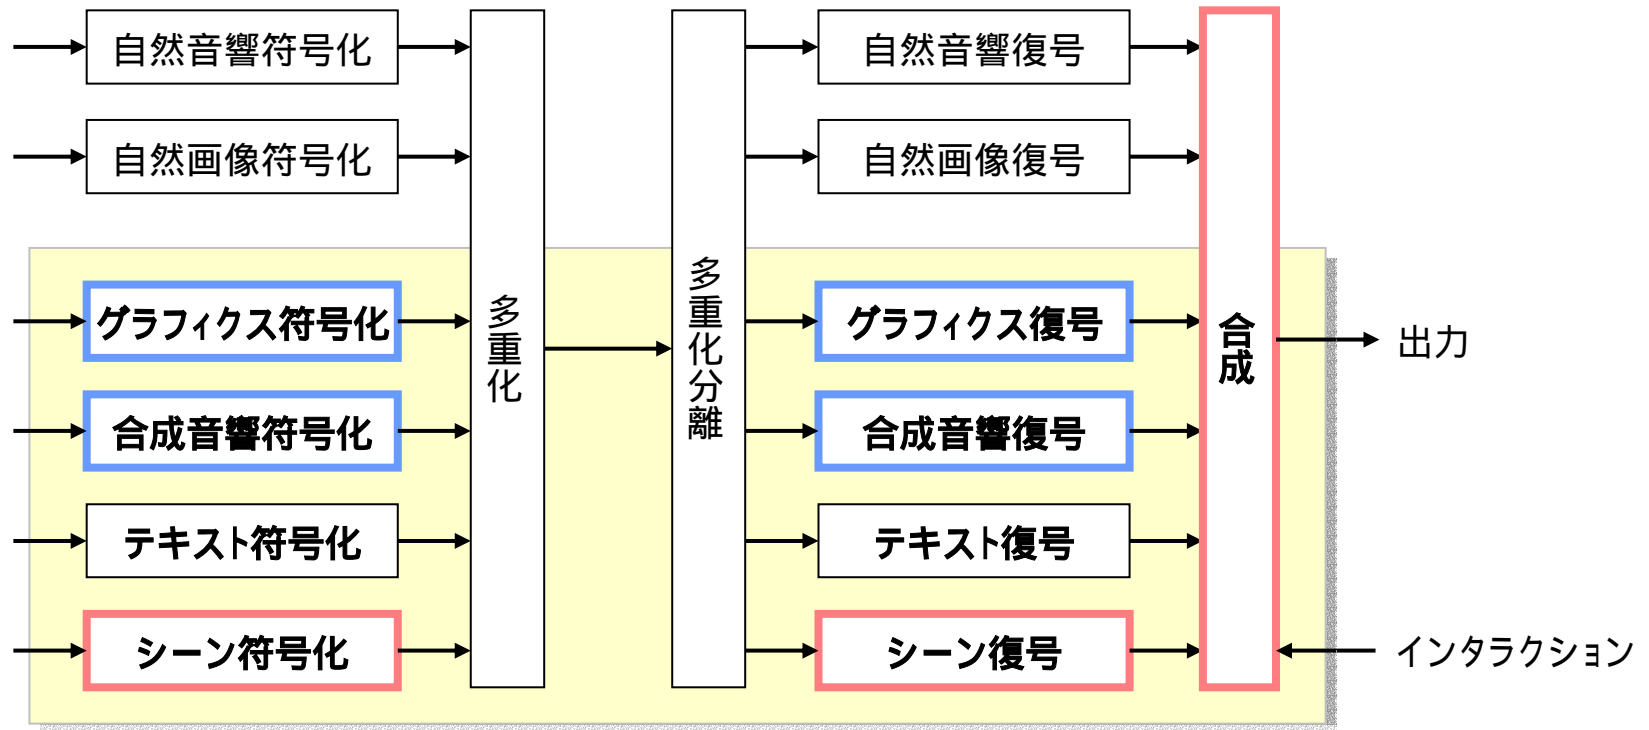 自然音響符号化
自然画像符号化
グラフィクス符号化
合成音響符号化
テキスト符号化
シーン符号化
多重化
多重化分離
自然音響復号
自然画像復号
グラフィクス復号
合成音響復号
テキスト復号
シーン復号
合成
出力
インタラクション